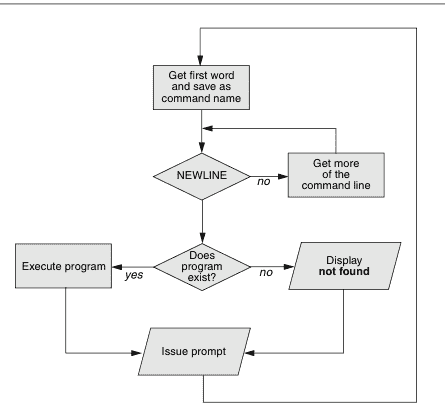 Get first word
and save as
command name
NEWLINE
no
Get more
of the
command line
Does
program
exist?
yes
no
Execute program
Display
not found
Issue prompt